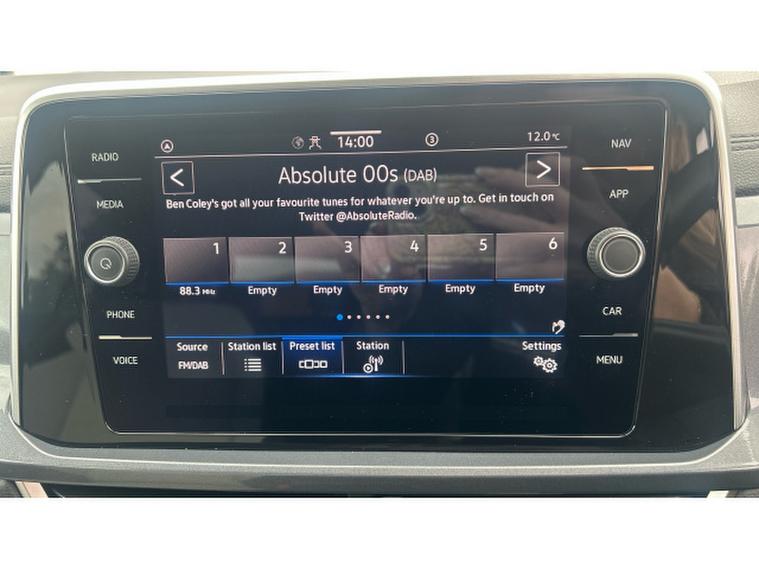 RADIO
MEDIA
PHONE
VOICE
14:00
3
12.0 °C
Absolute 00s (DAB)
Ben Coley's got all your favourite tunes for whatever you're up to. Get in touch on
Twitter @AbsoluteRadio.
1 2 3 4 5 6
88.3 MHz Empty Empty Empty Empty Empty
Source Station list Preset list Station Settings
FM/DAB
NAV
APP
CAR
MENU